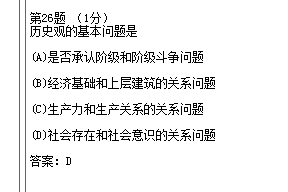 第26题 （1分）
历史观的基本问题是
(A)是否承认阶级和阶级斗争问题
(B)经济基础和上层建筑的关系问题
(C)生产力和生产关系的关系问题
(D)社会存在和社会意识的关系问题
答案: D